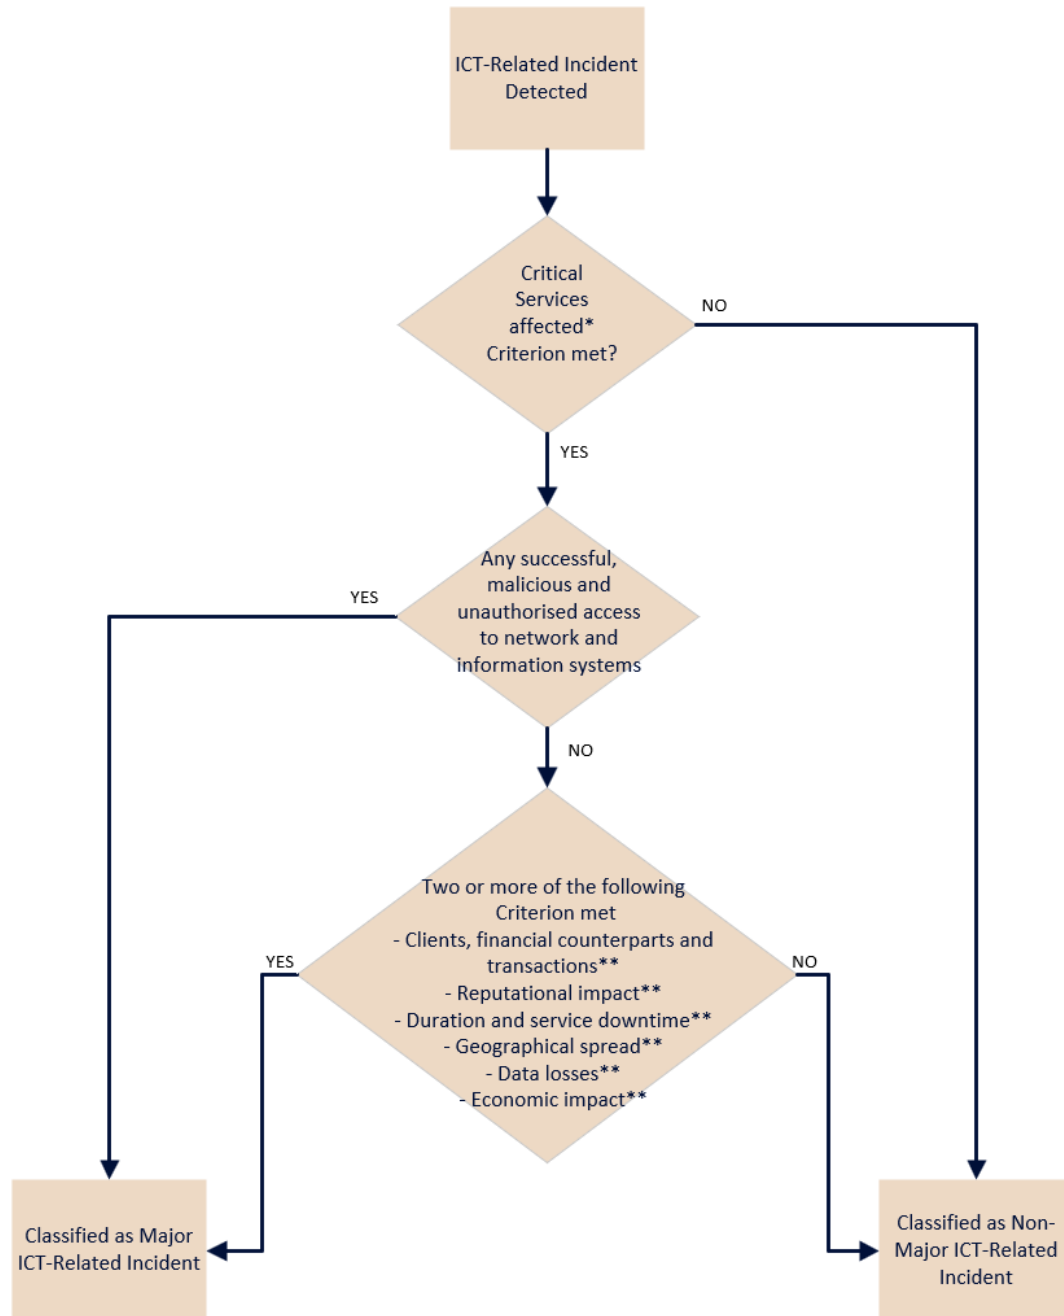 ICT-Related Incident
Detected
Critical
Services
affected*
Criterion met?
NO
YES
Any successful,
malicious and
unauthorised access
to network and
information systems
YES
NO
Two or more of the following
Criterion met
- Clients, financial counterparts and
transactions**
- Reputational impact**
- Duration and service downtime**
- Geographical spread**
- Data losses**
- Economic impact**
YES
NO
Classified as Major
ICT-Related Incident
Classified as Non-
Major ICT-Related
Incident